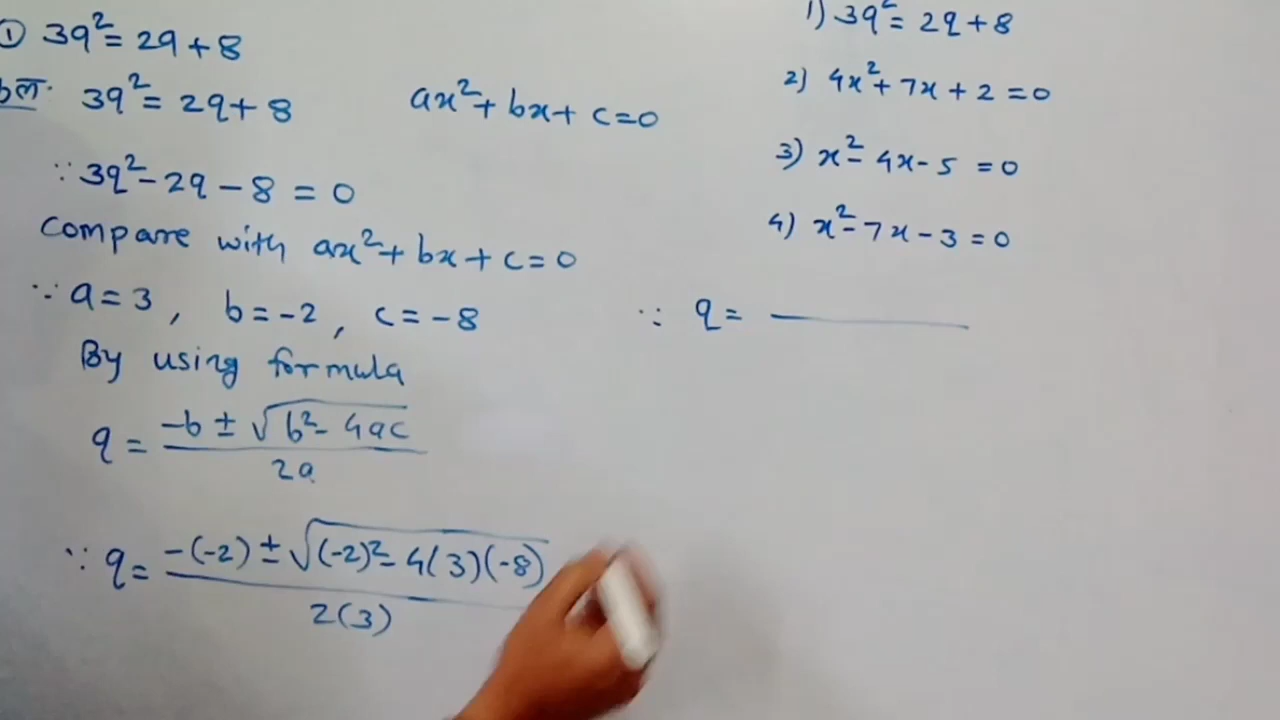 ① 3q² = 2q + 8
3q² = 2q + 8
ax² + bx + c = 0
∵ 3q² - 2q - 8 = 0
Compare with ax² + bx + c = 0
∵ a = 3, b = -2, c = -8
By using formula
q = (-b ± √(b² - 4ac)) / 2a
∵ q = (-(-2) ± √((-2)² - 4(3)(-8))) / 2(3)
1) 3q² = 2q + 8
2) 4x² + 7x + 2 = 0
3) x² - 4x - 5 = 0
4) x² - 7x - 3 = 0
∵ q =